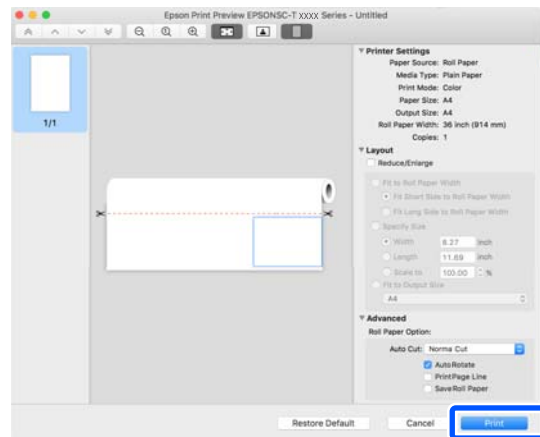 Epson Print Preview EPSONSC-T xxxx Series - Untitled
1/1
Printer Settings
Paper Source: Roll Paper
Media Type: Plain Paper
Print Mode: Color
Paper Size: A4
Output Size: A4
Roll Paper Width: 36 inch (914 mm)
Copies: 1
Layout
Reduce/Enlarge
Fit to Roll Paper Width
Fit Short Side to Roll Paper Width
Fit Long Side to Roll Paper Width
Specify Size
Width 8.27 inch
Length 11.69 inch
Scale to 100.00 %
Fit to Output Size
A4
Advanced
Roll Paper Option:
Auto Cut: Norma Cut
Auto Rotate
Print Page Line
Save Roll Paper
Restore Default Cancel Print